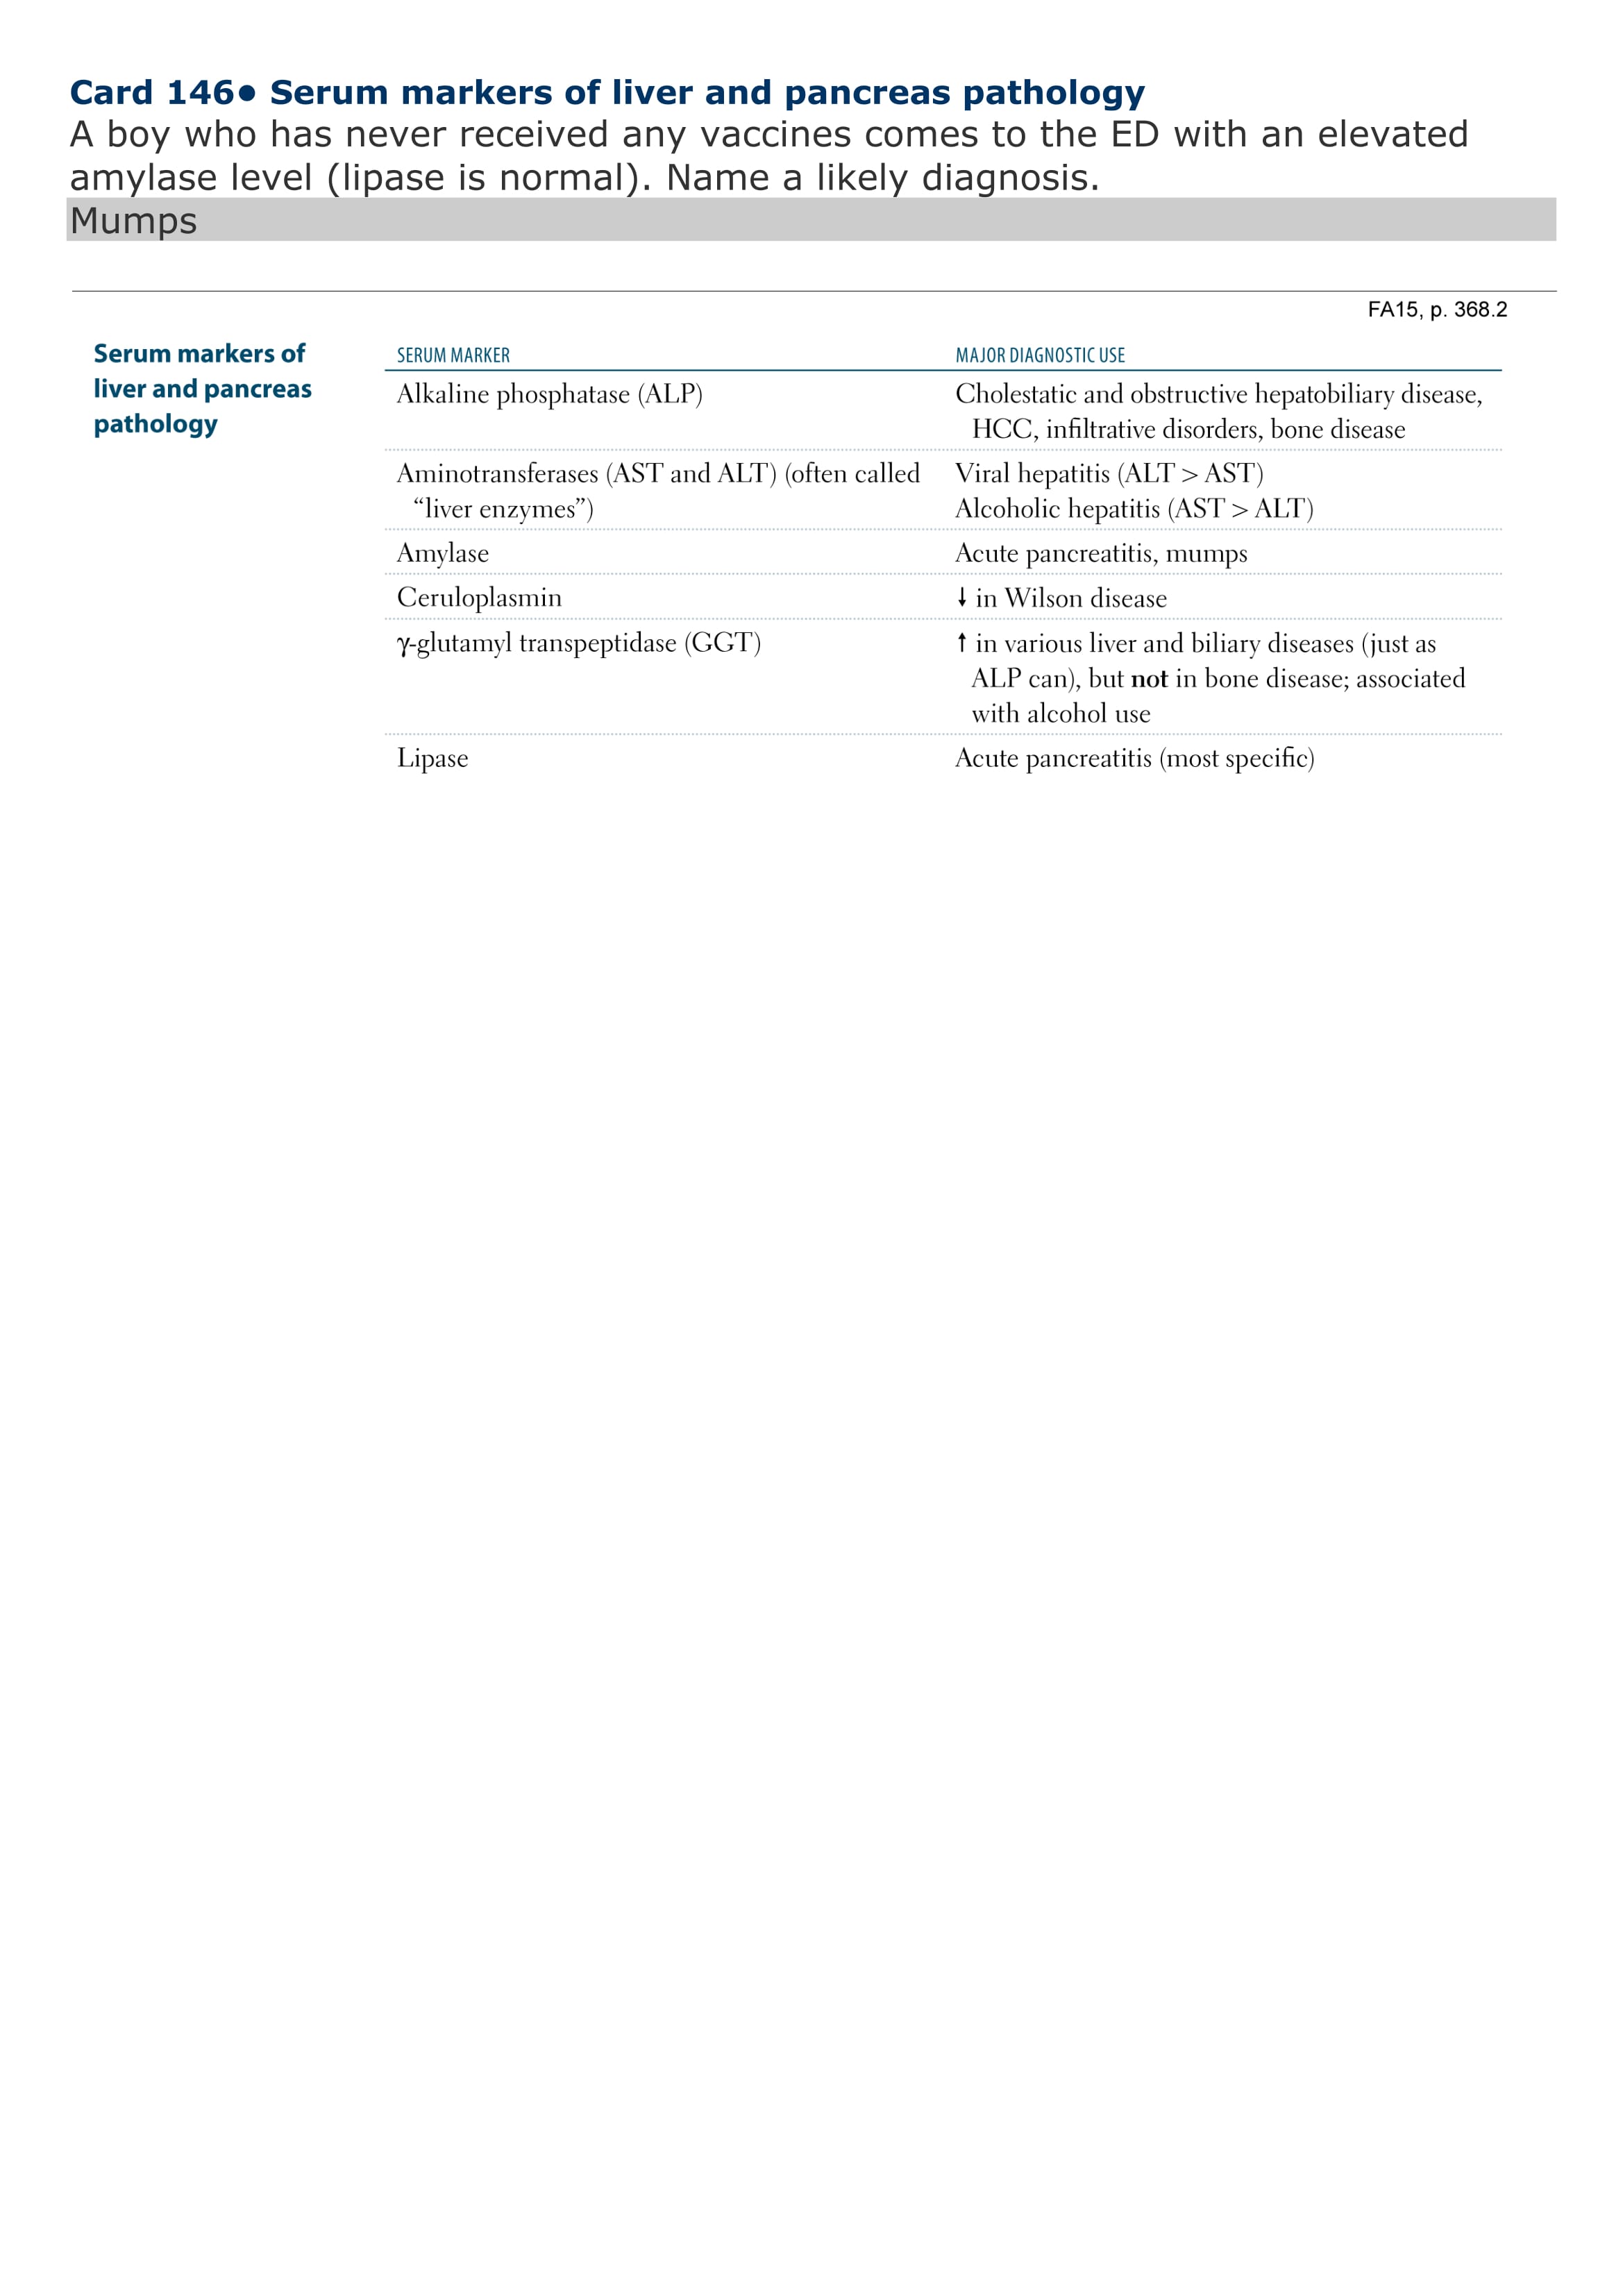 Card 146• Serum markers of liver and pancreas pathology
A boy who has never received any vaccines comes to the ED with an elevated
amylase level (lipase is normal). Name a likely diagnosis.
Mumps
FA15, p. 368.2
Serum markers of
liver and pancreas
pathology
SERUM MARKER MAJOR DIAGNOSTIC USE
Alkaline phosphatase (ALP) Cholestatic and obstructive hepatobiliary disease,
HCC, infiltrative disorders, bone disease
Aminotransferases (AST and ALT) (often called Viral hepatitis (ALT > AST)
“liver enzymes”) Alcoholic hepatitis (AST > ALT)
Amylase Acute pancreatitis, mumps
Ceruloplasmin ↓ in Wilson disease
γ-glutamyl transpeptidase (GGT) ↑ in various liver and biliary diseases (just as
ALP can), but not in bone disease; associated
with alcohol use
Lipase Acute pancreatitis (most specific)